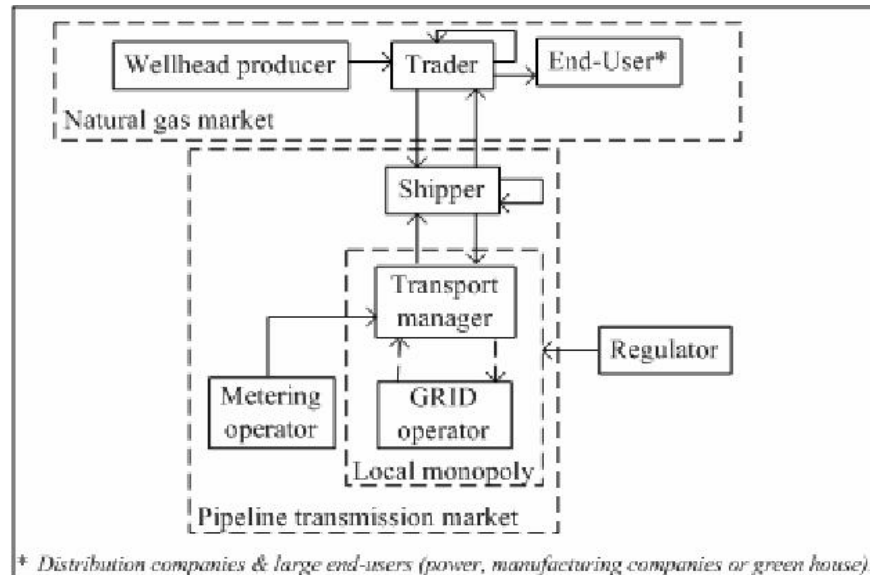 Wellhead producer
Trader
End-User*
Natural gas market
Shipper
Transport
manager
Regulator
Metering
operator
GRID
operator
Local monopoly
Pipeline transmission market
* Distribution companies & large end-users (power, manufacturing companies or green house)